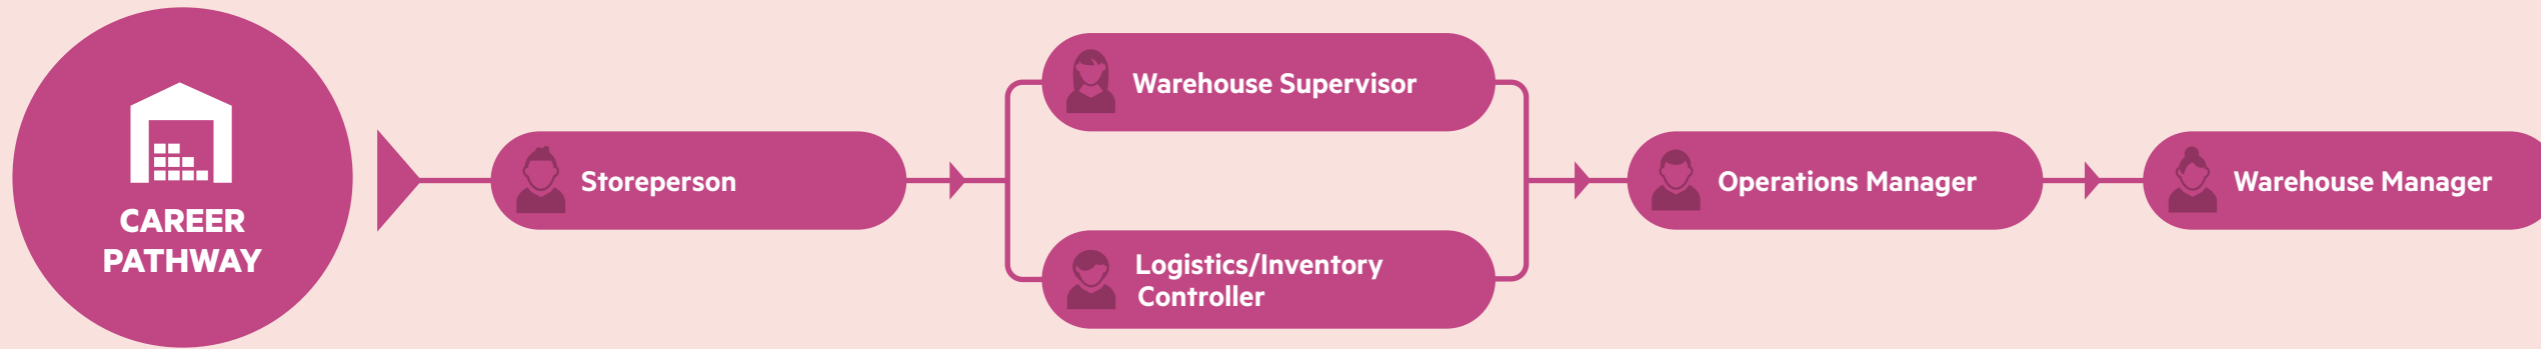 CAREER
PATHWAY
Storeperson
Warehouse Supervisor
Logistics/Inventory
Controller
Operations Manager
Warehouse Manager